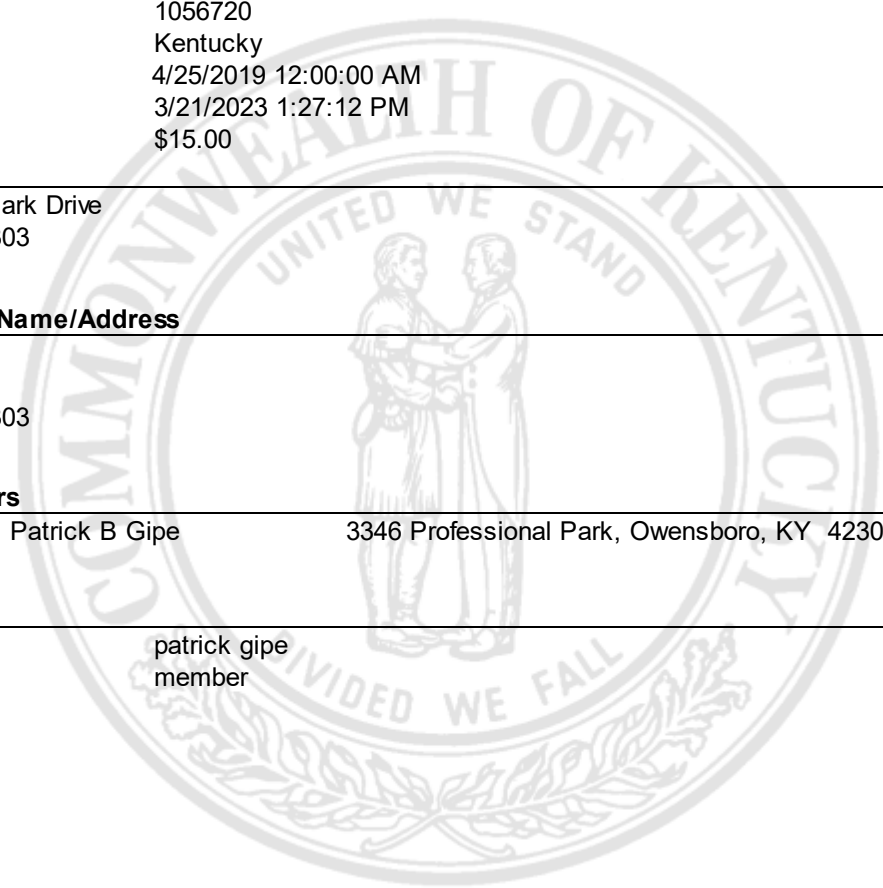 1056720
Kentucky
4/25/2019 12:00:00 AM
3/21/2023 1:27:12 PM
$15.00
ark Drive
303
Name/Address
303
rs
Patrick B Gipe 3346 Professional Park, Owensboro, KY 4230
patrick gipe
member
COMMONWEALTH OF KENTUCKY
UNITED WE STAND
DIVIDED WE FALL